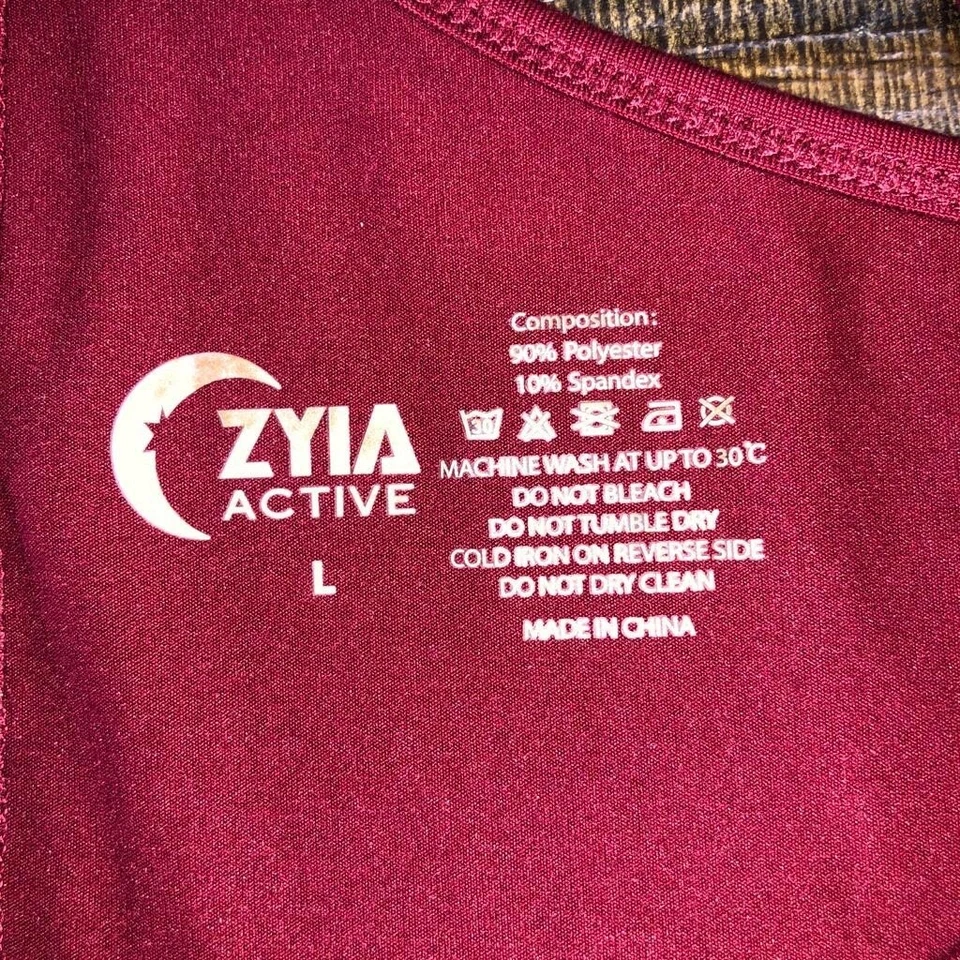 ZYIA
ACTIVE
L
Composition:
90% Polyester
10% Spandex
30
MACHINE WASH AT UP TO 30℃
DO NOT BLEACH
DO NOT TUMBLE DRY
COLD IRON ON REVERSE SIDE
DO NOT DRY CLEAN
MADE IN CHINA